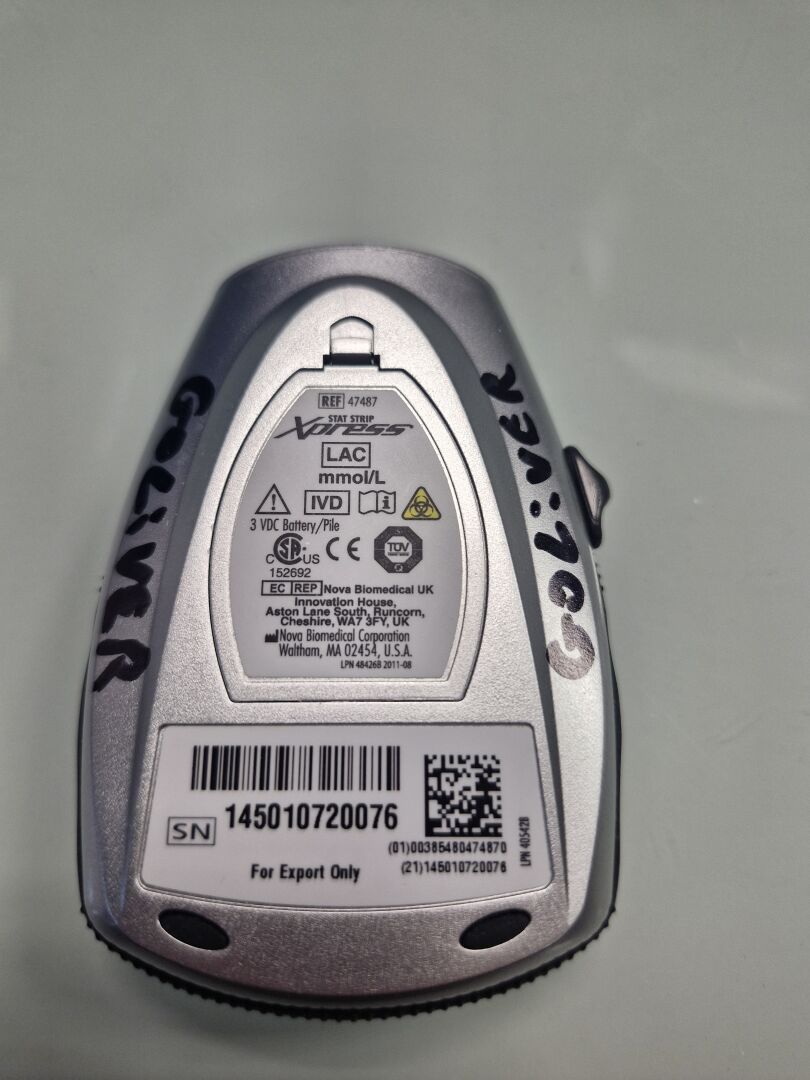 GOLiVER
GOLiVER
REF 47487
STAT STRIP
Xpress
LAC
mmol/L
IVD
3 VDC Battery/Pile
C SA US CE TÜV
152692
EC REP Nova Biomedical UK
Innovation House,
Aston Lane South, Runcorn,
Cheshire, WA7 3FY, UK
Nova Biomedical Corporation
Waltham, MA 02454, U.S.A.
LPN 48426B 2011-08
SN 145010720076
(01)00385480474870
For Export Only (21)145010720076
LPN 40542B